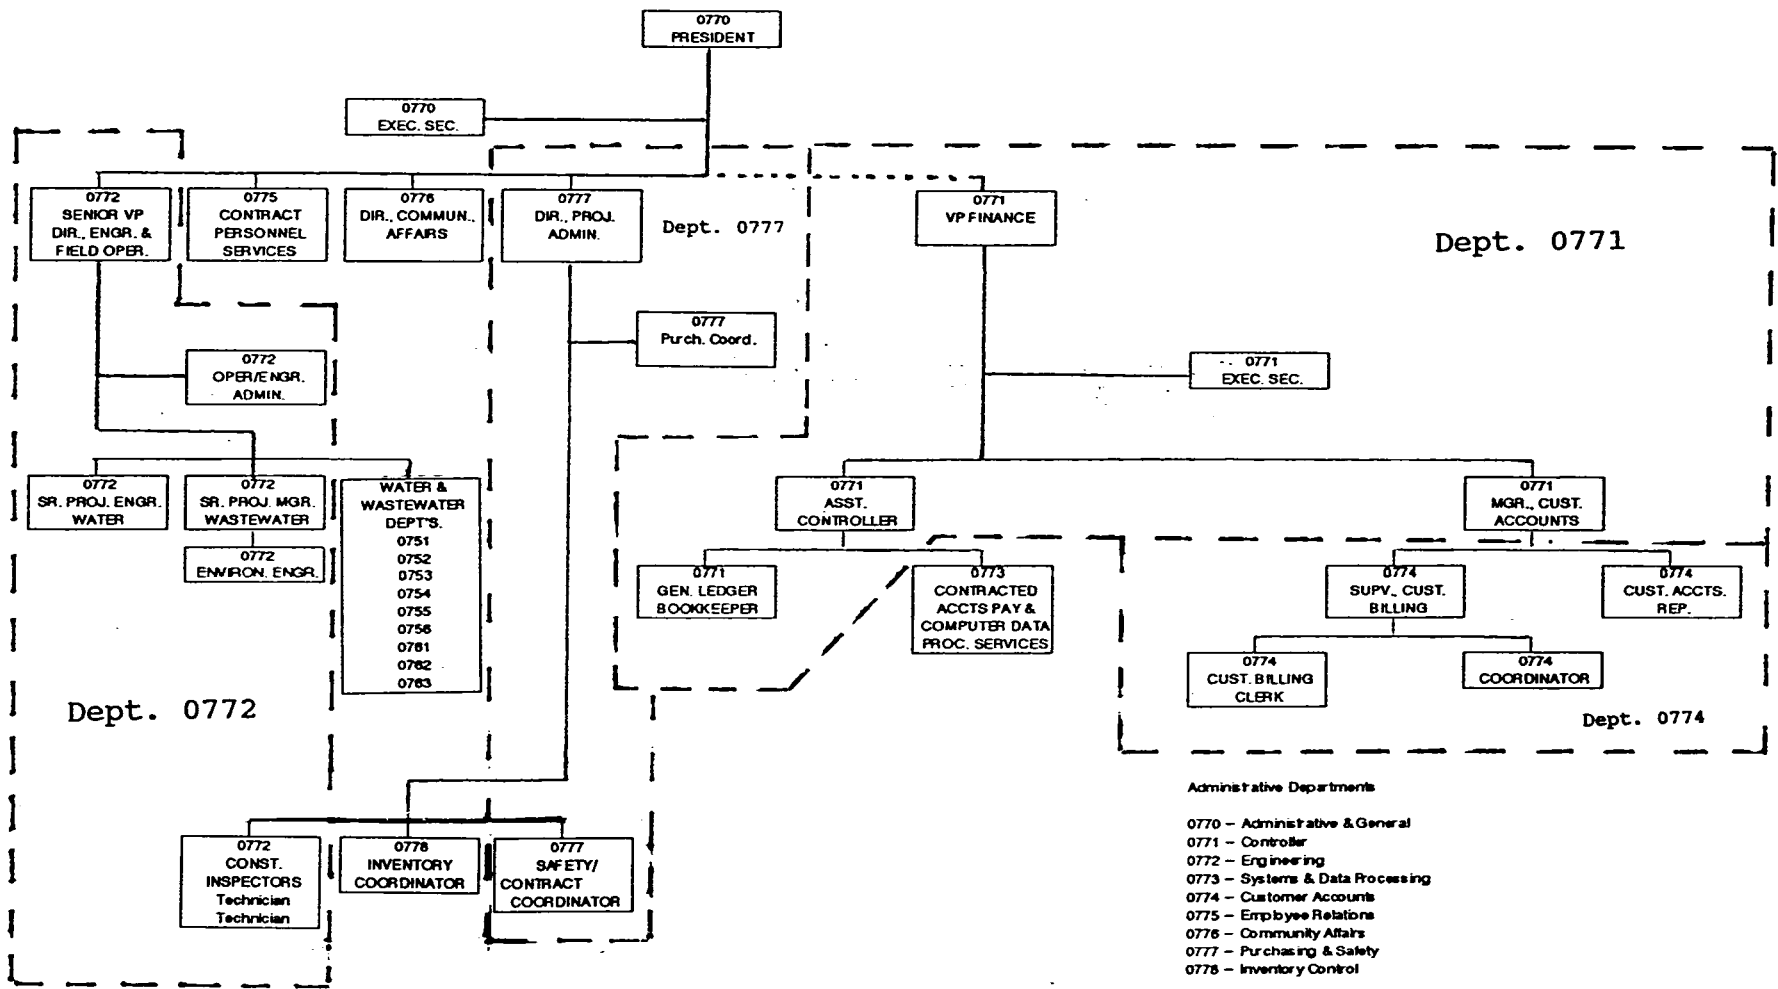 0770
PRESIDENT
0770
EXEC. SEC.
0772
SENIOR VP
DIR., ENGR. &
FIELD OPER.
0775
CONTRACT
PERSONNEL
SERVICES
0776
DIR., COMMUN.,
AFFAIRS
0777
DIR., PROJ.
ADMIN.
Dept. 0777
0771
VP FINANCE
Dept. 0771
0777
Purch. Coord.
0772
OPER/ENGR.
ADMIN.
0771
EXEC. SEC.
0772
SR. PROJ. ENGR.
WATER
0772
SR. PROJ. MGR.
WASTEWATER
0772
ENVIRON. ENGR.
WATER &
WASTEWATER
DEPT'S.
0751
0752
0753
0754
0755
0756
0761
0762
0763
0771
ASST.
CONTROLLER
0771
MGR., CUST.
ACCOUNTS
0771
GEN. LEDGER
BOOKKEEPER
0773
CONTRACTED
ACCTS PAY &
COMPUTER DATA
PROC. SERVICES
0774
SUPV., CUST.
BILLING
0774
CUST. ACCTS.
REP.
0774
CUST. BILLING
CLERK
0774
COORDINATOR
Dept. 0772
Dept. 0774
0772
CONST.
INSPECTORS
Technician
Technician
0778
INVENTORY
COORDINATOR
0777
SAFETY/
CONTRACT
COORDINATOR
Administrative Departments
0770 - Administrative & General
0771 - Controller
0772 - Engineering
0773 - Systems & Data Processing
0774 - Customer Accounts
0775 - Employee Relations
0776 - Community Affairs
0777 - Purchasing & Safety
0778 - Inventory Control